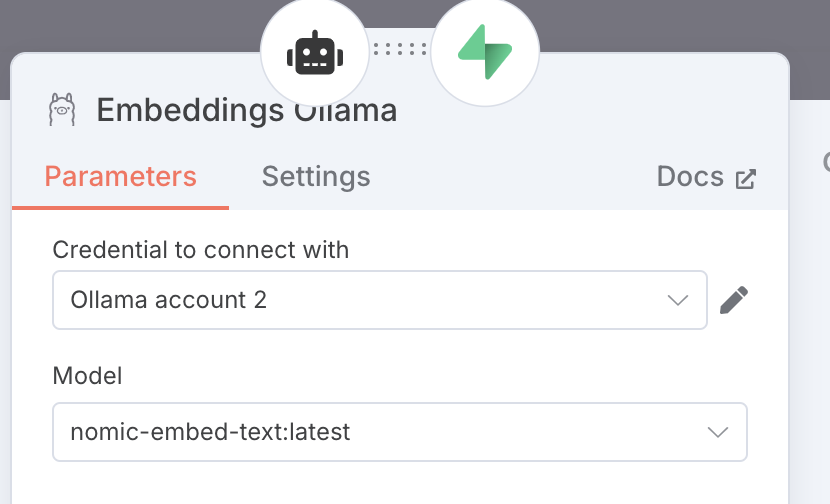 Embeddings Ollama
Parameters
Settings
Docs
Credential to connect with
Ollama account 2
Model
nomic-embed-text:latest